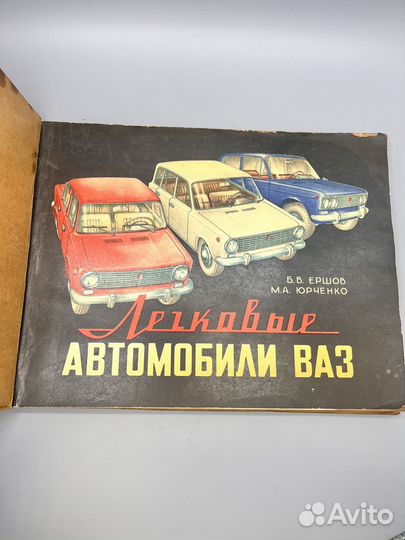 Б.В. ЕРШОВ
М.А. ЮРЧЕНКО
Легковые
АВТОМОБИЛИ ВАЗ
Avito